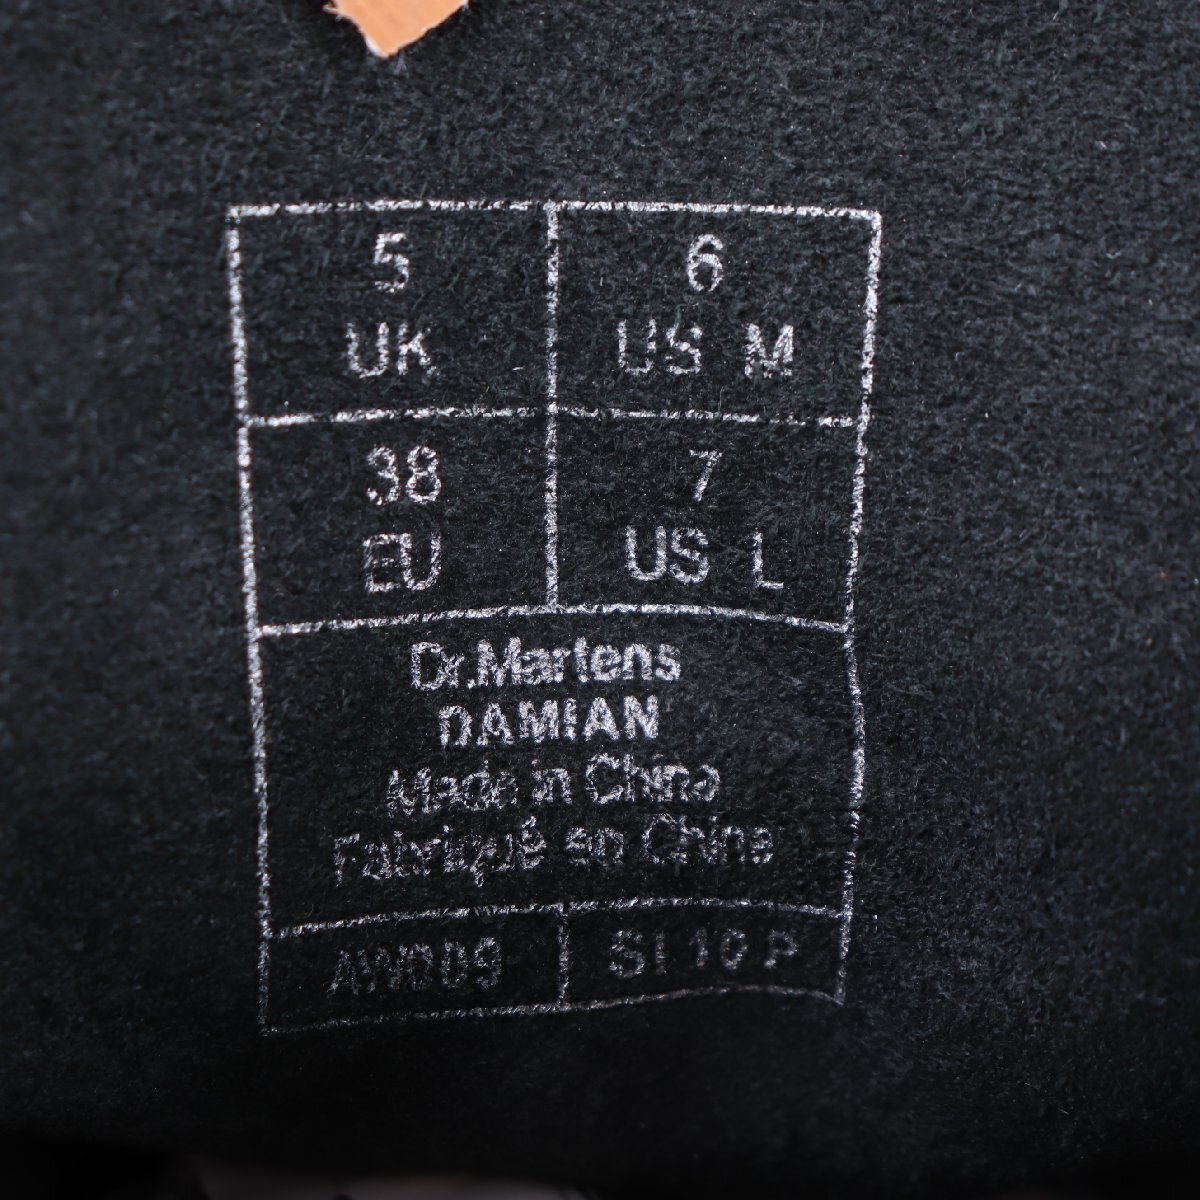 5
UK
6
US M
38
EU
7
US L
Dr.Martens
DAMIAN
Made in China
Fabriqué en Chine
SI 10 P